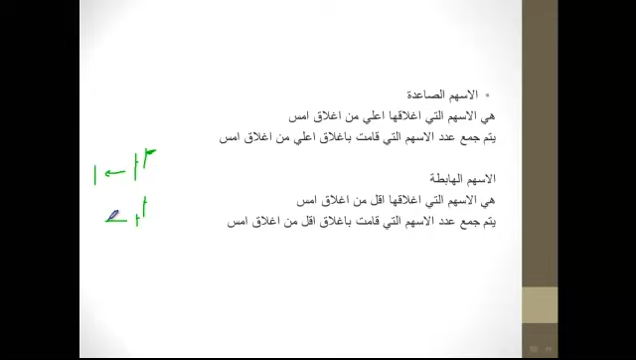 الاسهم الصاعدة
هي الاسهم التي اغلاقها اعلي من اغلاق امس
يتم جمع عدد الاسهم التي قامت باغلاق اعلي من اغلاق امس
الاسهم الهابطة
هي الاسهم التي اغلاقها اقل من اغلاق امس
يتم جمع عدد الاسهم التي قامت باغلاق اقل من اغلاق امس